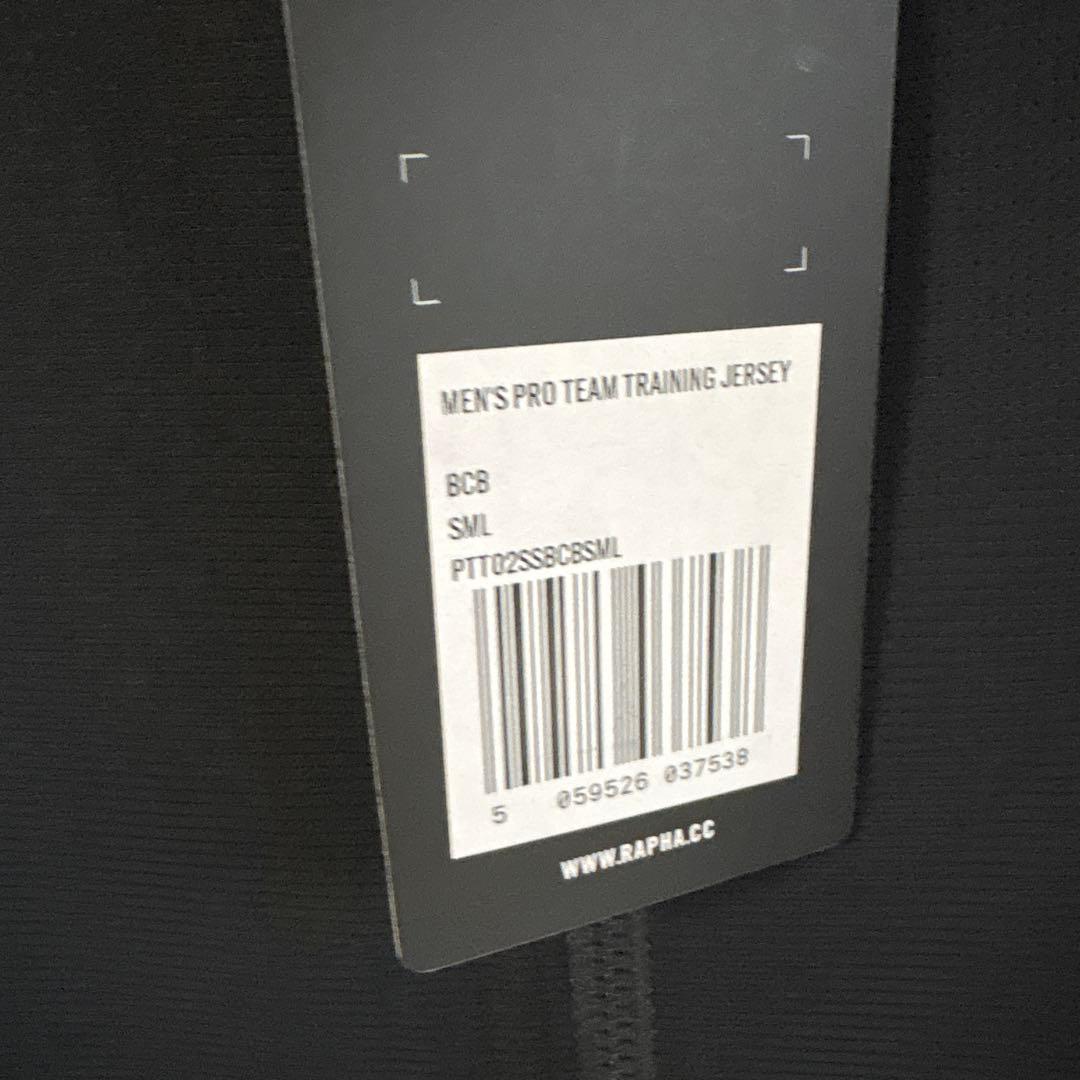 MEN'S PRO TEAM TRAINING JERSEY
BCB
SML
PTT02SSBCBSML
5 059526 037538
WWW.RAPHA.CC